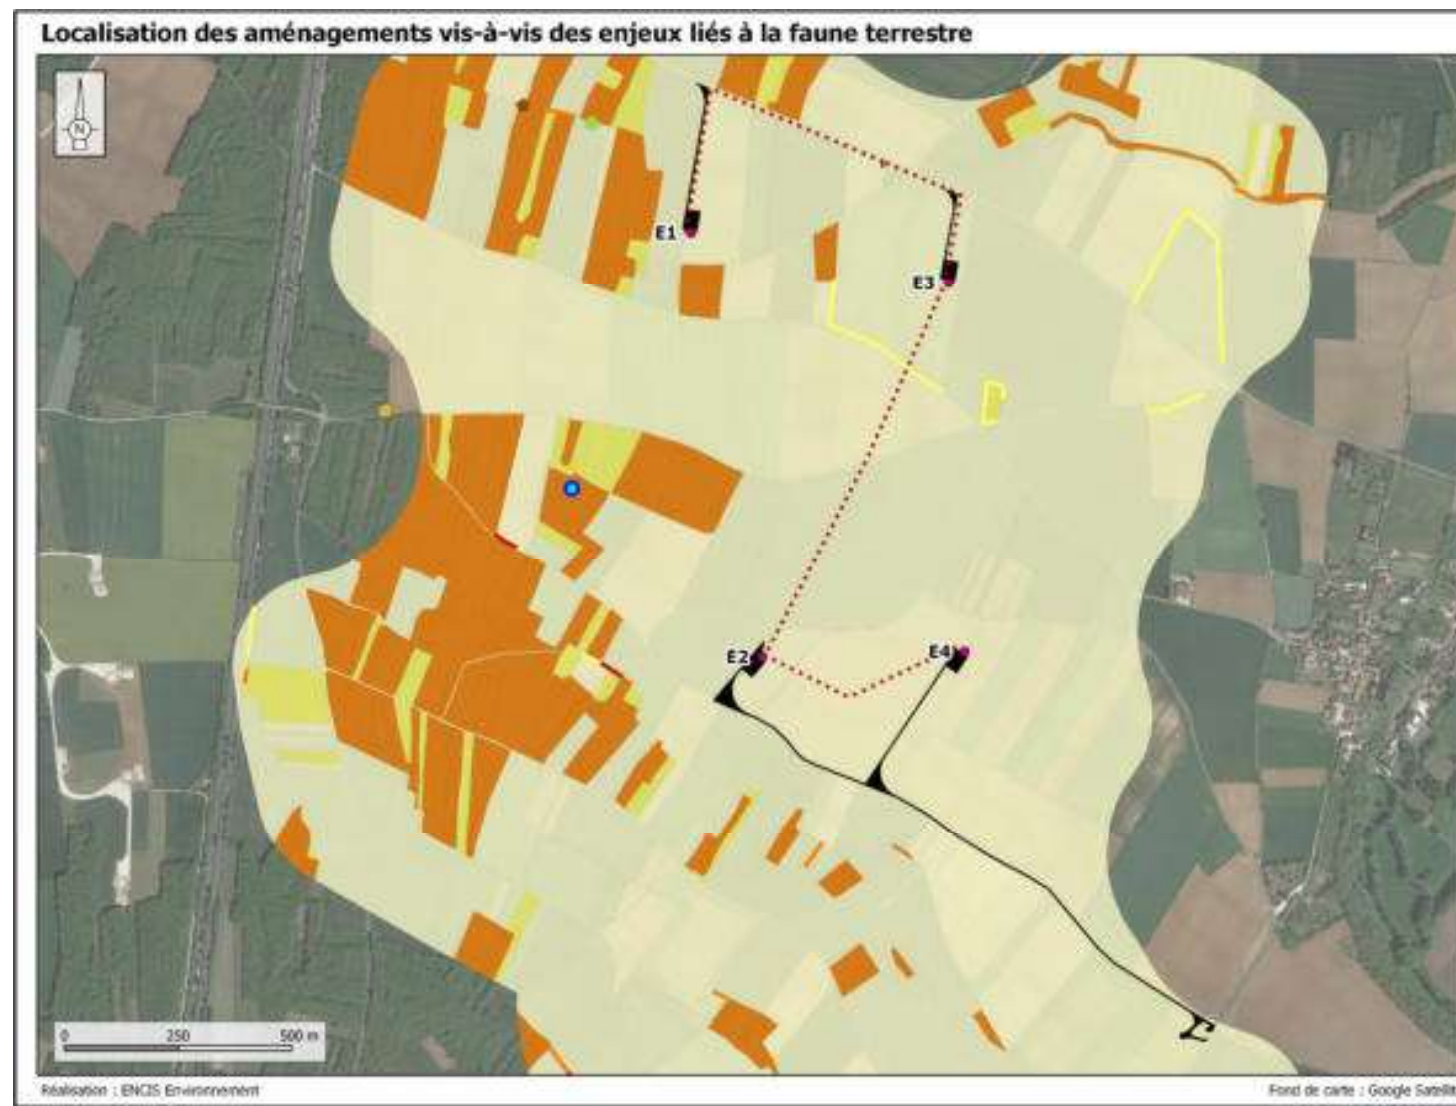 Localisation des aménagements vis-à-vis des enjeux liés à la faune terrestre
N
E1
E3
E2
E4
0 250 500 m
Réalisation : ENCIS Environnement
Fond de carte : Google Satellit